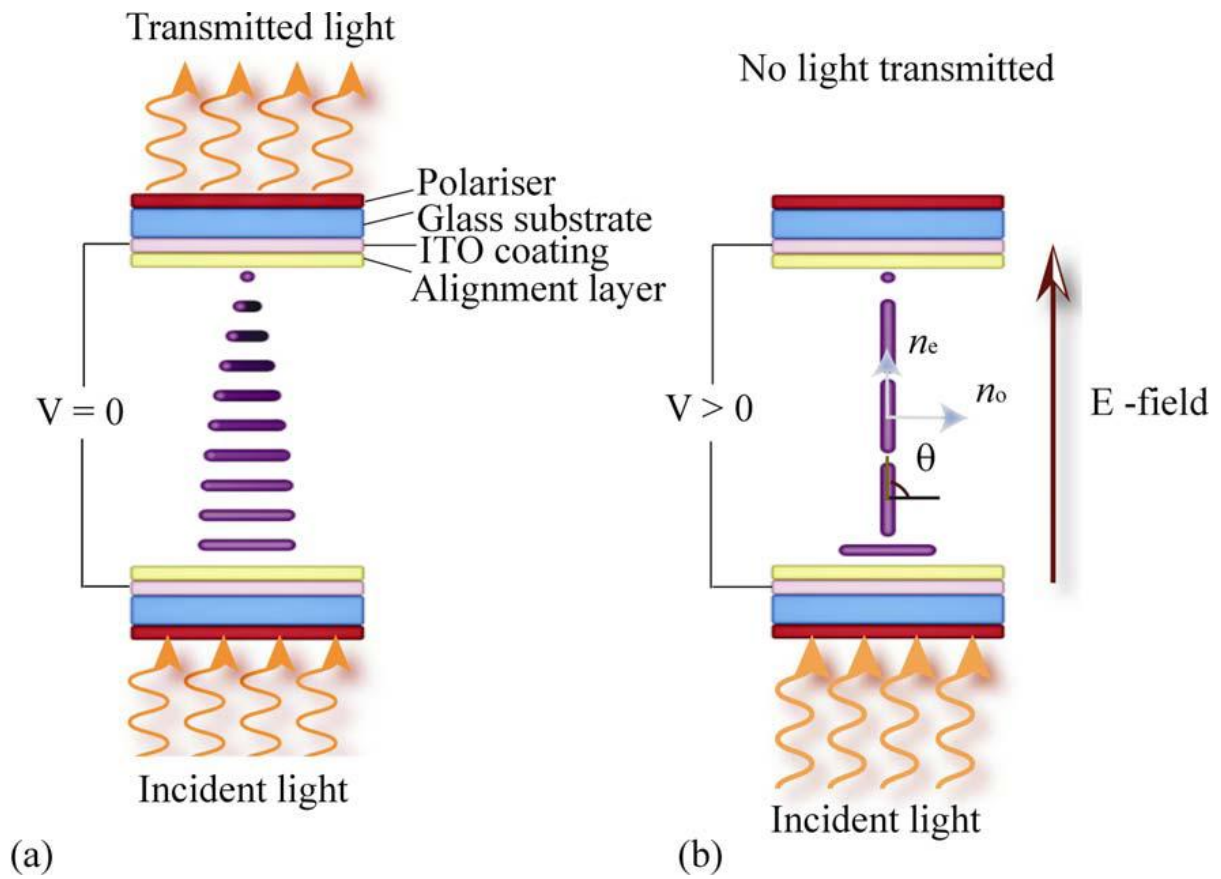 Transmitted light
No light transmitted
Polariser
Glass substrate
ITO coating
Alignment layer
V = 0
nₑ
nₒ
V > 0
E -field
θ
Incident light
Incident light
(a)
(b)